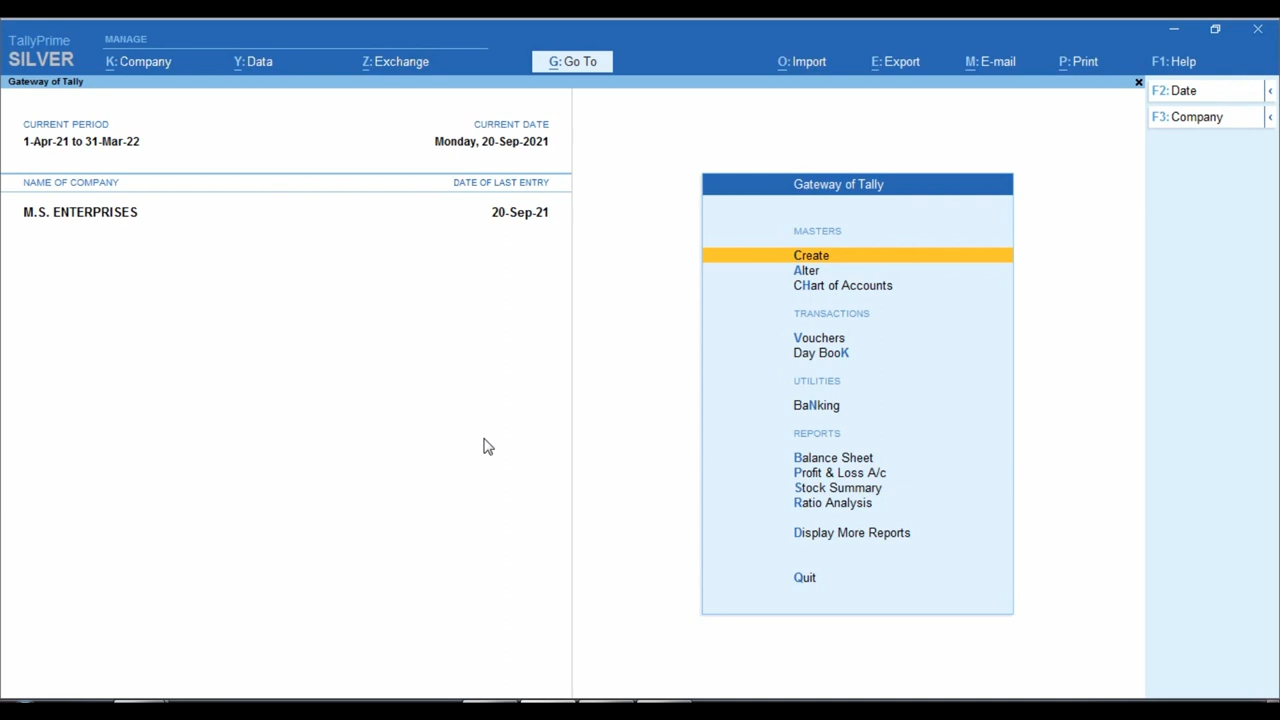 TallyPrime
SILVER
MANAGE
K: Company
Y: Data
Z: Exchange
G: Go To
O: Import
E: Export
M: E-mail
P: Print
F1: Help
Gateway of Tally
F2: Date
F3: Company
CURRENT PERIOD
CURRENT DATE
1-Apr-21 to 31-Mar-22
Monday, 20-Sep-2021
NAME OF COMPANY
DATE OF LAST ENTRY
M.S. ENTERPRISES
20-Sep-21
Gateway of Tally
MASTERS
Create
Alter
CHart of Accounts
TRANSACTIONS
Vouchers
Day BooK
UTILITIES
BaNking
REPORTS
Balance Sheet
Profit & Loss A/c
Stock Summary
Ratio Analysis
Display More Reports
Quit